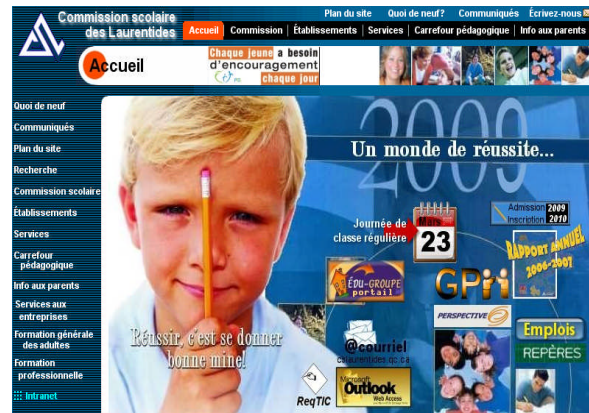 Commission scolaire
des Laurentides
Plan du site Quoi de neuf? Communiqués Écrivez-nous
Accueil Commission | Établissements | Services | Carrefour pédagogique | Info aux parents
Accueil
Chaque jeune a besoin
d'encouragement
chaque jour
Quoi de neuf
Communiqués
Plan du site
Recherche
Commission scolaire
Établissements
Services
Carrefour
pédagogique
Info aux parents
Services aux
entreprises
Formation générale
des adultes
Formation
professionnelle
Intranet
2009
Un monde de réussite...
Admission 2009
Inscription 2010
Journée de
classe régulière
Mars
23
RAPPORT ANNUEL
2006-2007
ÉDU-GROUPE
portail
GPI
PERSPECTIVE
Emplois
REPÈRES
Réussir, c'est se donner
bonne mine!
@courriel
cslaurentides.qc.ca
ReqTIC
Microsoft
Outlook
Web Access